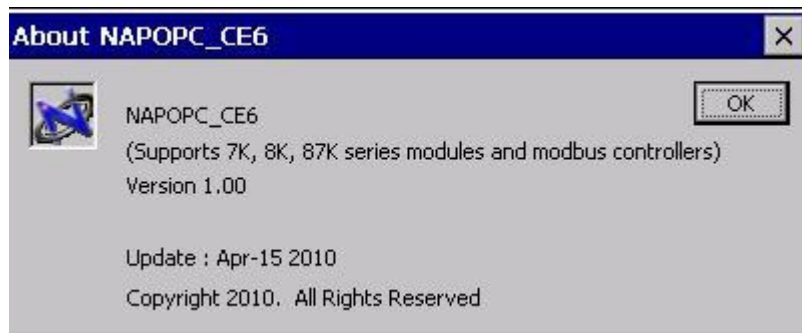 About NAPOPC_CE6
OK
NAPOPC_CE6
(Supports 7K, 8K, 87K series modules and modbus controllers)
Version 1.00
Update : Apr-15 2010
Copyright 2010.  All Rights Reserved